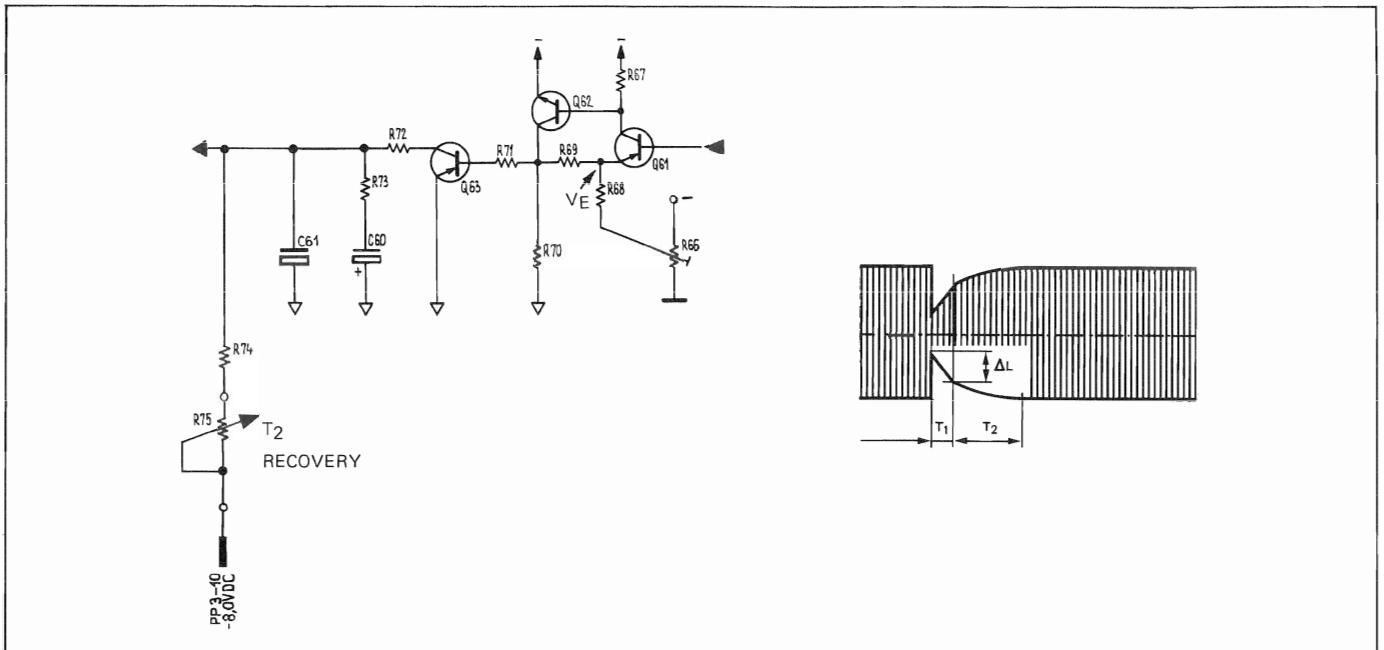 R67
Q62
R72
R71
R69
Q61
Q63
R73
VE
R68
−
C61
C60
+
R70
R66
R74
R75
T2
RECOVERY
ΔL
T1
T2
PP3-10
-8,0VDC